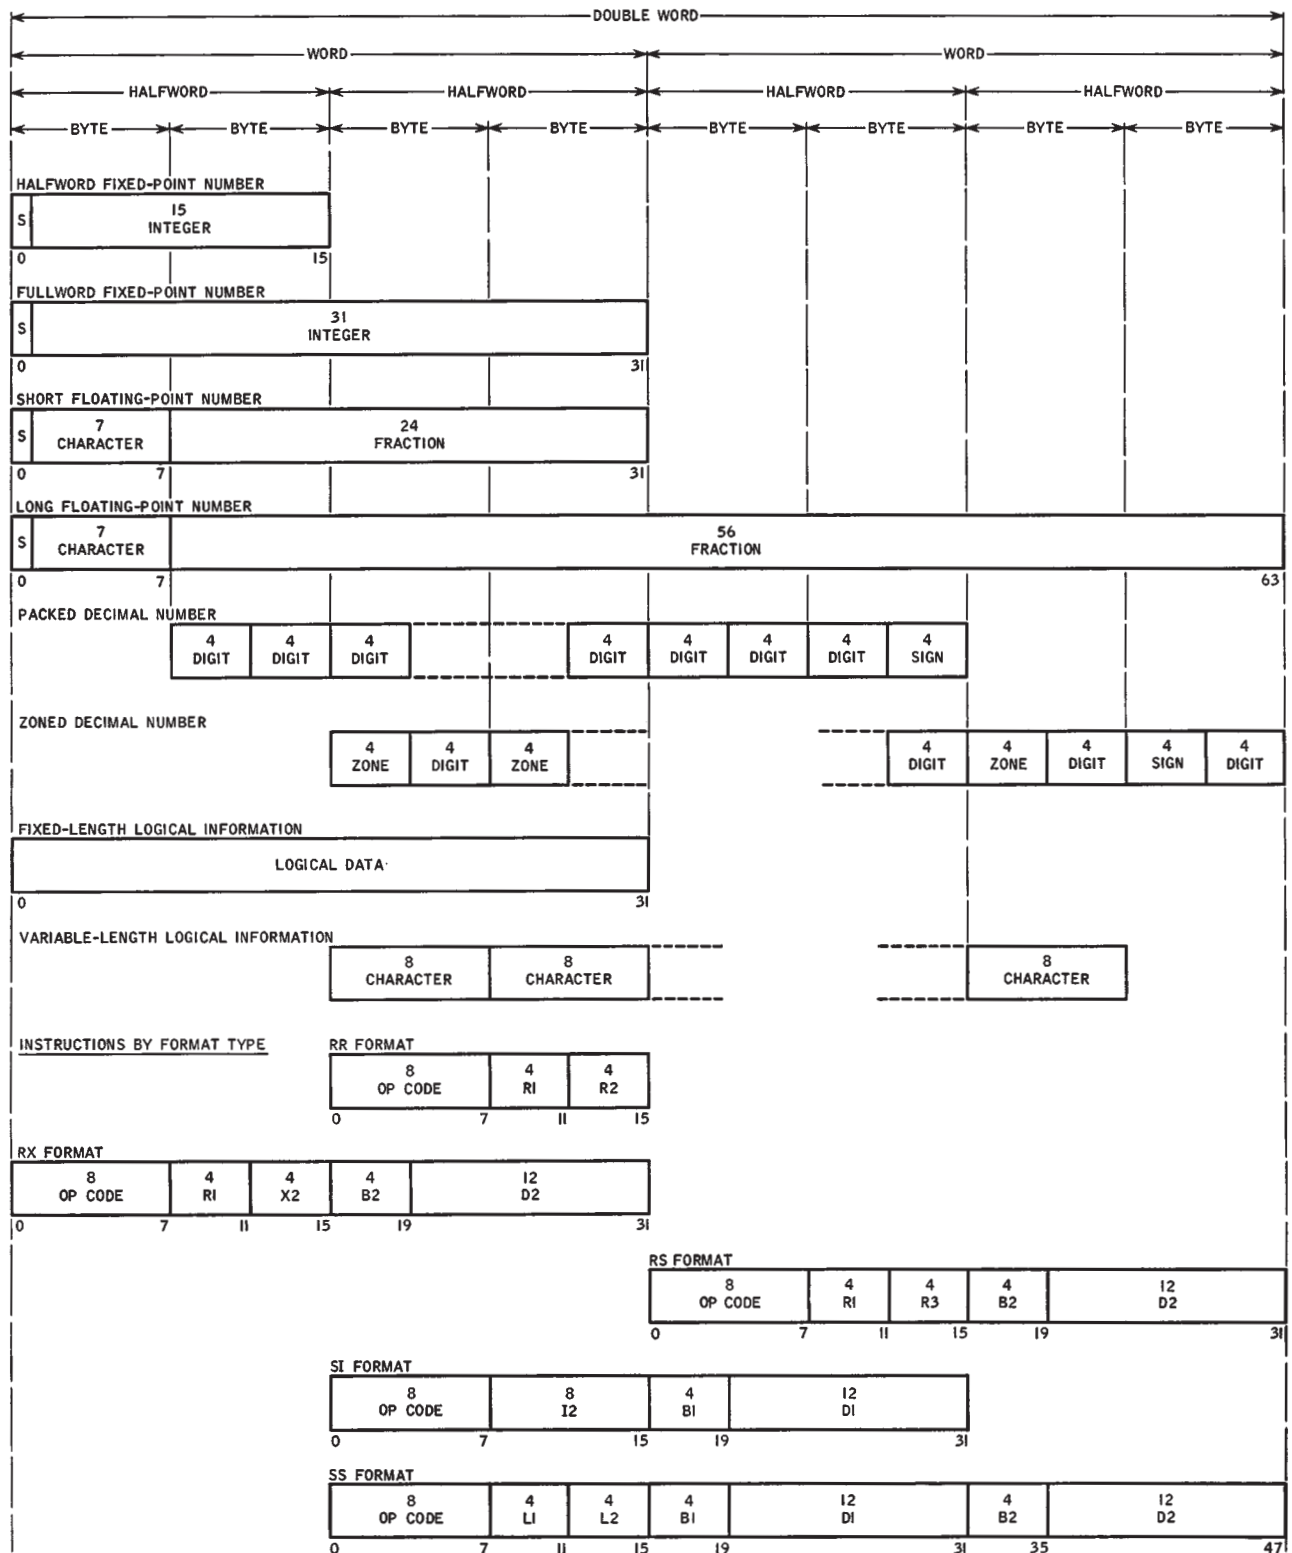 DOUBLE WORD
WORD WORD
HALFWORD HALFWORD HALFWORD HALFWORD
BYTE BYTE BYTE BYTE BYTE BYTE BYTE BYTE
HALFWORD FIXED-POINT NUMBER
S 15 INTEGER
0 15
FULLWORD FIXED-POINT NUMBER
S 31 INTEGER
0 31
SHORT FLOATING-POINT NUMBER
7 24
S CHARACTER FRACTION
0 7 31
LONG FLOATING-POINT NUMBER
7 56
S CHARACTER FRACTION
0 7 63
PACKED DECIMAL NUMBER
4 4 4 4 4 4 4 4
DIGIT DIGIT DIGIT DIGIT DIGIT DIGIT DIGIT SIGN
ZONED DECIMAL NUMBER
4 4 4 4 4 4 4 4
ZONE DIGIT ZONE DIGIT ZONE DIGIT SIGN DIGIT
FIXED-LENGTH LOGICAL INFORMATION
LOGICAL DATA
0 31
VARIABLE-LENGTH LOGICAL INFORMATION
8 8 8
CHARACTER CHARACTER CHARACTER
INSTRUCTIONS BY FORMAT TYPE RR FORMAT
8 4 4
OP CODE R1 R2
0 7 11 15
RX FORMAT
8 4 4 4 12
OP CODE R1 X2 B2 D2
0 7 11 15 19 31
RS FORMAT
8 4 4 4 12
OP CODE R1 R3 B2 D2
0 7 11 15 19 31
SI FORMAT
8 8 4 12
OP CODE I2 B1 D1
0 7 15 19 31
SS FORMAT
8 4 4 4 12 4 12
OP CODE L1 L2 B1 D1 B2 D2
0 7 11 15 19 31 35 47